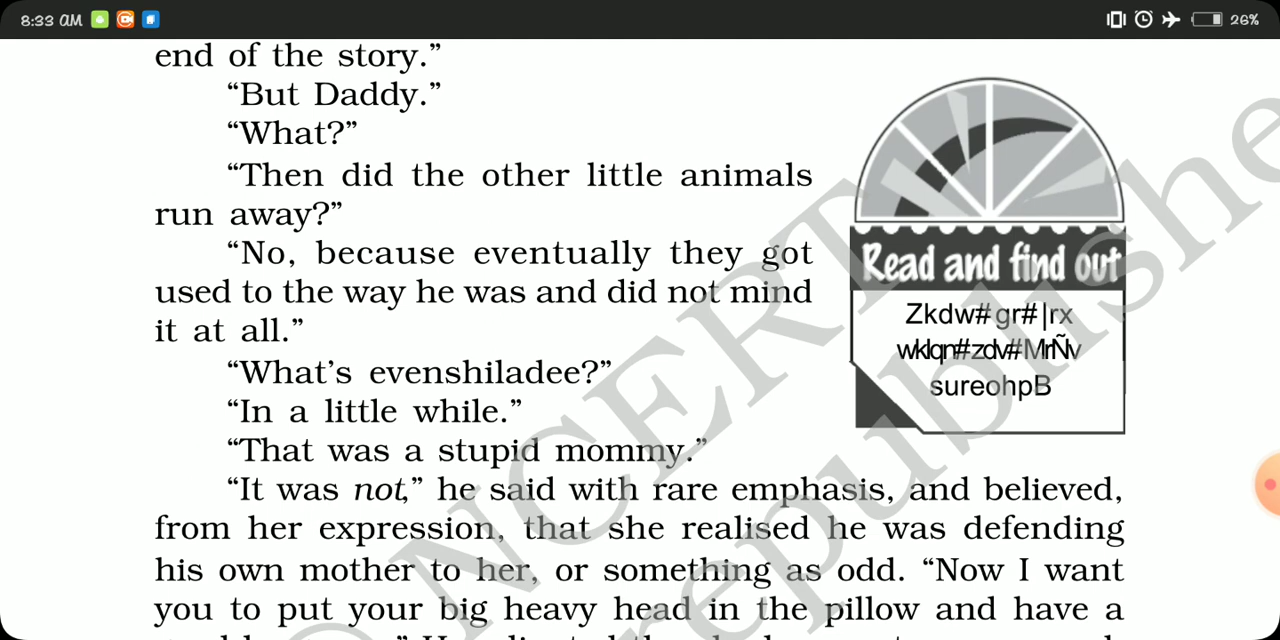 8:33 AM
26%
end of the story.”
“But Daddy.”
“What?”
“Then did the other little animals
run away?”
“No, because eventually they got
used to the way he was and did not mind
it at all.”
“What’s evenshiladee?”
“In a little while.”
“That was a stupid mommy.”
“It was not,” he said with rare emphasis, and believed,
from her expression, that she realised he was defending
his own mother to her, or something as odd. “Now I want
you to put your big heavy head in the pillow and have a
Read and find out
Zkdw# gr# |rx
wklqn# zdv# MrÑv
sureohpB
© NCERT
republishe